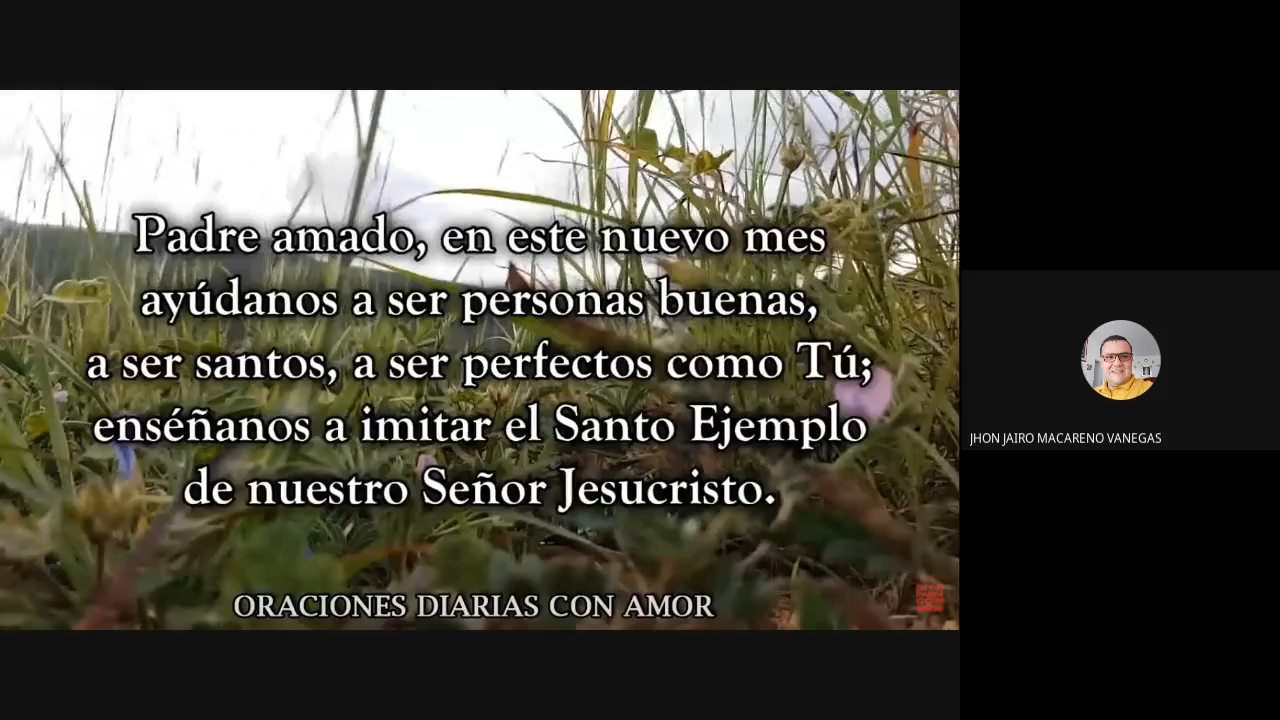 Padre amado, en este nuevo mes
ayúdanos a ser personas buenas,
a ser santos, a ser perfectos como Tú;
enséñanos a imitar el Santo Ejemplo
de nuestro Señor Jesucristo.
ORACIONES DIARIAS CON AMOR
JHON JAIRO MACARENO VANEGAS